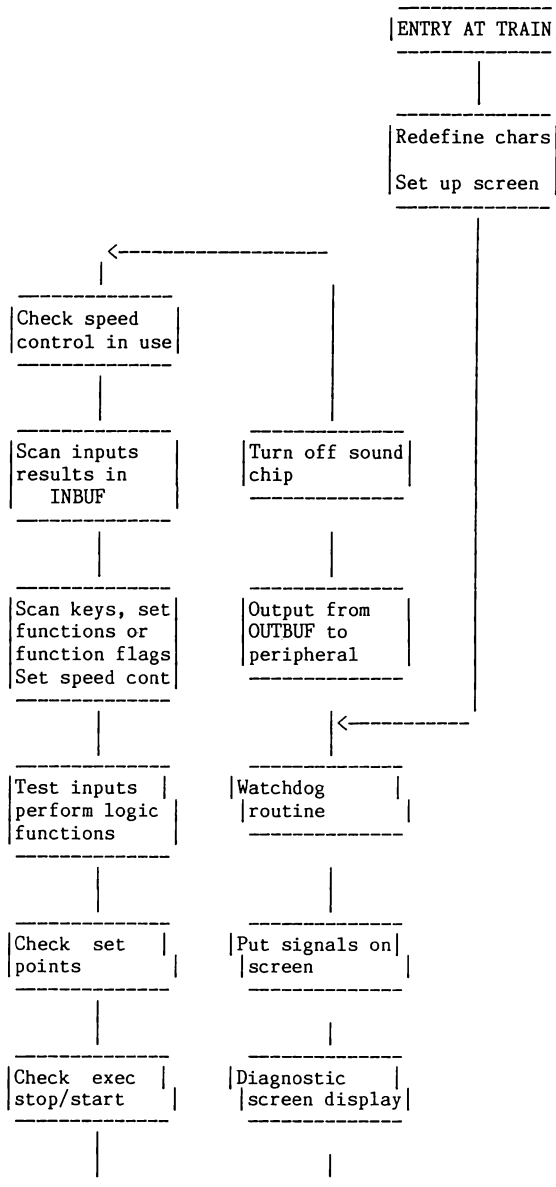 ENTRY AT TRAIN
Redefine chars
Set up screen
Check speed
control in use
Scan inputs
results in
INBUF
Turn off sound
chip
Scan keys, set
functions or
function flags
Set speed cont
Output from
OUTBUF to
peripheral
Test inputs
perform logic
functions
Watchdog
routine
Check set
points
Put signals on
screen
Check exec
stop/start
Diagnostic
screen display